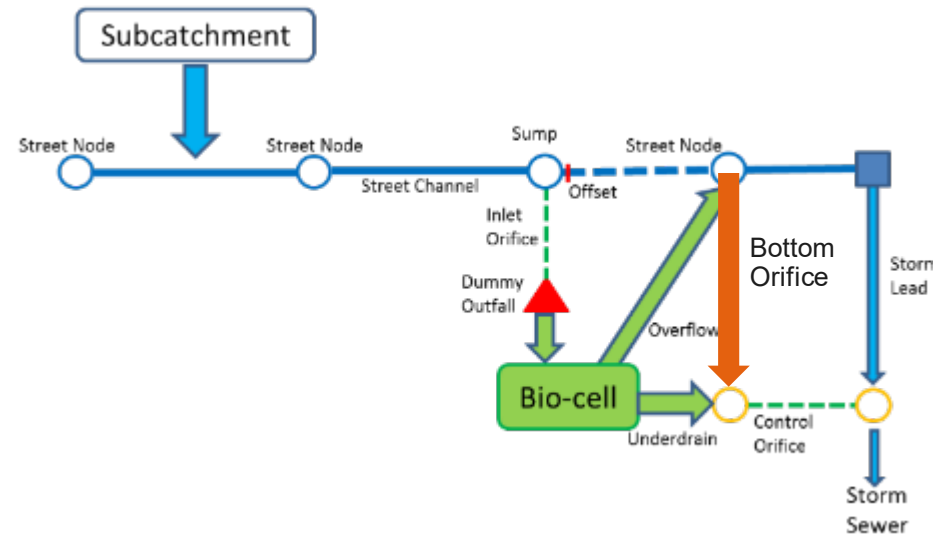 Subcatchment
Street Node
Street Node
Sump
Street Node
Street Channel
Offset
Inlet
Orifice
Bottom
Orifice
Storm
Lead
Dummy
Outfall
Overflow
Bio-cell
Underdrain
Control
Orifice
Storm
Sewer